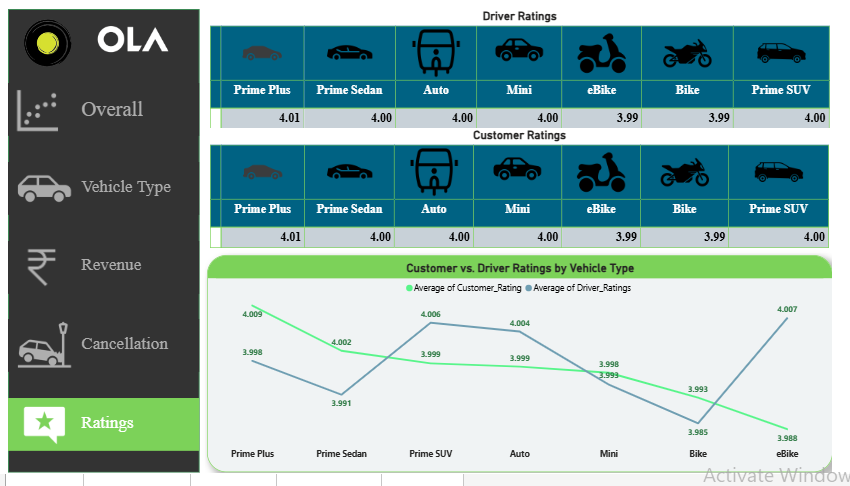 OLA
Overall
Vehicle Type
Revenue
Cancellation
Ratings
Driver Ratings
Prime Plus Prime Sedan Auto Mini eBike Bike Prime SUV
4.01 4.00 4.00 4.00 3.99 3.99 4.00
Customer Ratings
Prime Plus Prime Sedan Auto Mini eBike Bike Prime SUV
4.01 4.00 4.00 4.00 3.99 3.99 4.00
Customer vs. Driver Ratings by Vehicle Type
Average of Customer_Rating Average of Driver_Ratings
4.009 4.002 3.999 3.999 3.998 3.993 3.988
3.998 3.991 4.006 4.004 3.993 3.985 4.007
Prime Plus Prime Sedan Prime SUV Auto Mini Bike eBike
Activate Window